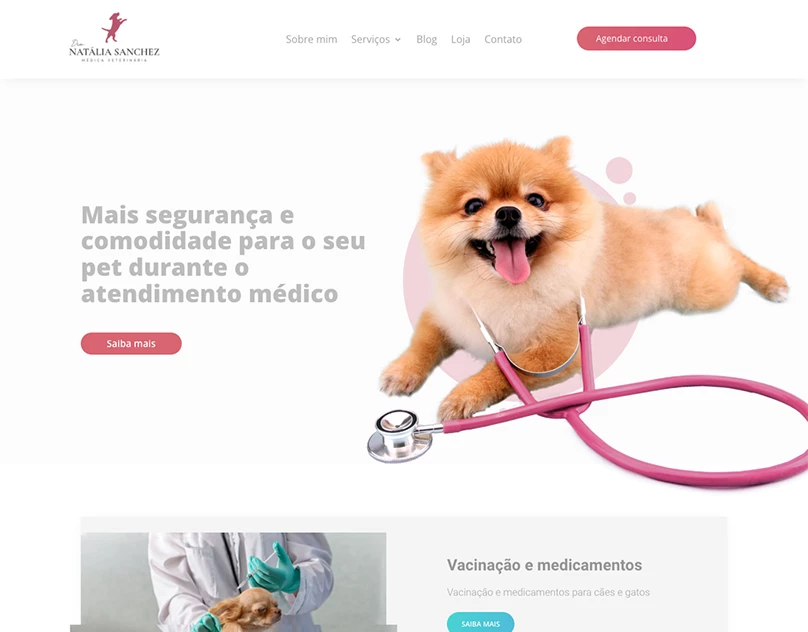 Dra.
NATÁLIA SANCHEZ
MÉDICA VETERINÁRIA
Sobre mim
Serviços
Blog
Loja
Contato
Agendar consulta
Mais segurança e
comodidade para o seu
pet durante o
atendimento médico
Saiba mais
Vacinação e medicamentos
Vacinação e medicamentos para cães e gatos
SAIBA MAIS